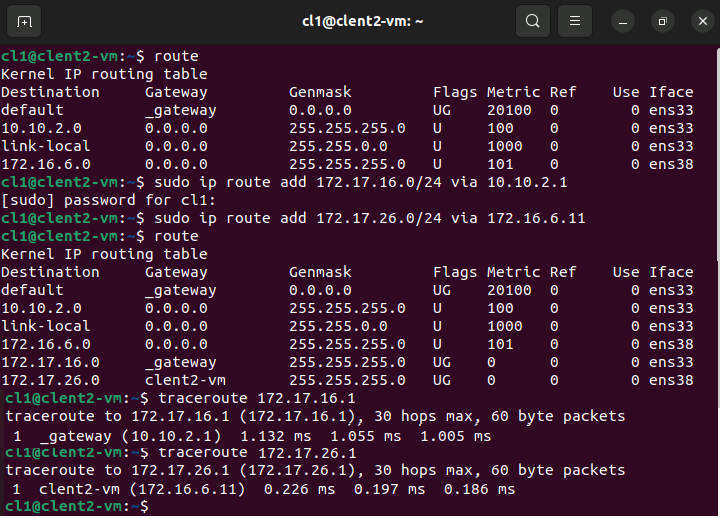 cl1@clent2-vm: ~
cl1@clent2-vm:~$ route
Kernel IP routing table
Destination     Gateway         Genmask         Flags Metric Ref    Use Iface
default         _gateway        0.0.0.0         UG    20100  0        0 ens33
10.10.2.0       0.0.0.0         255.255.255.0   U     100    0        0 ens33
link-local      0.0.0.0         255.255.0.0     U     1000   0        0 ens33
172.16.6.0      0.0.0.0         255.255.255.0   U     101    0        0 ens38
cl1@clent2-vm:~$ sudo ip route add 172.17.16.0/24 via 10.10.2.1
[sudo] password for cl1:
cl1@clent2-vm:~$ sudo ip route add 172.17.26.0/24 via 172.16.6.11
cl1@clent2-vm:~$ route
Kernel IP routing table
Destination     Gateway         Genmask         Flags Metric Ref    Use Iface
default         _gateway        0.0.0.0         UG    20100  0        0 ens33
10.10.2.0       0.0.0.0         255.255.255.0   U     100    0        0 ens33
link-local      0.0.0.0         255.255.0.0     U     1000   0        0 ens33
172.16.6.0      0.0.0.0         255.255.255.0   U     101    0        0 ens38
172.17.16.0     _gateway        255.255.255.0   UG    0      0        0 ens33
172.17.26.0     clent2-vm       255.255.255.0   UG    0      0        0 ens38
cl1@clent2-vm:~$ traceroute 172.17.16.1
traceroute to 172.17.16.1 (172.17.16.1), 30 hops max, 60 byte packets
 1  _gateway (10.10.2.1)  1.132 ms  1.055 ms  1.005 ms
cl1@clent2-vm:~$ traceroute 172.17.26.1
traceroute to 172.17.26.1 (172.17.26.1), 30 hops max, 60 byte packets
 1  clent2-vm (172.16.6.11)  0.226 ms  0.197 ms  0.186 ms
cl1@clent2-vm:~$